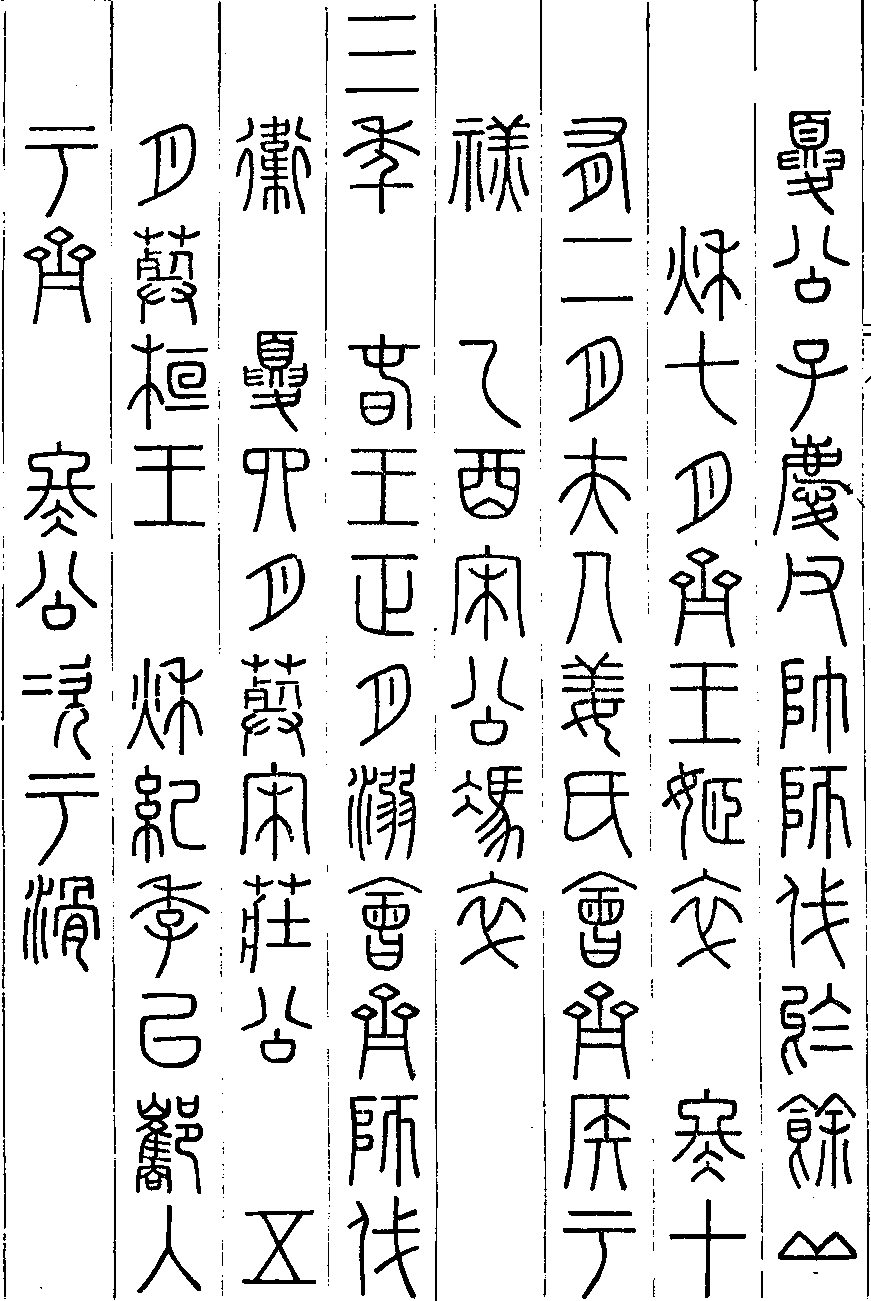 夏公子慶父帥師伐於餘丘
秋七月齊王姬卒　冬十
有二月夫人姜氏會齊侯于
禚　乙酉宋公馮卒
三年　春王正月溺會齊師伐
衛　夏四月葬宋莊公　五
月葬桓王　秋紀季以酅入
于齊　冬公次于滑